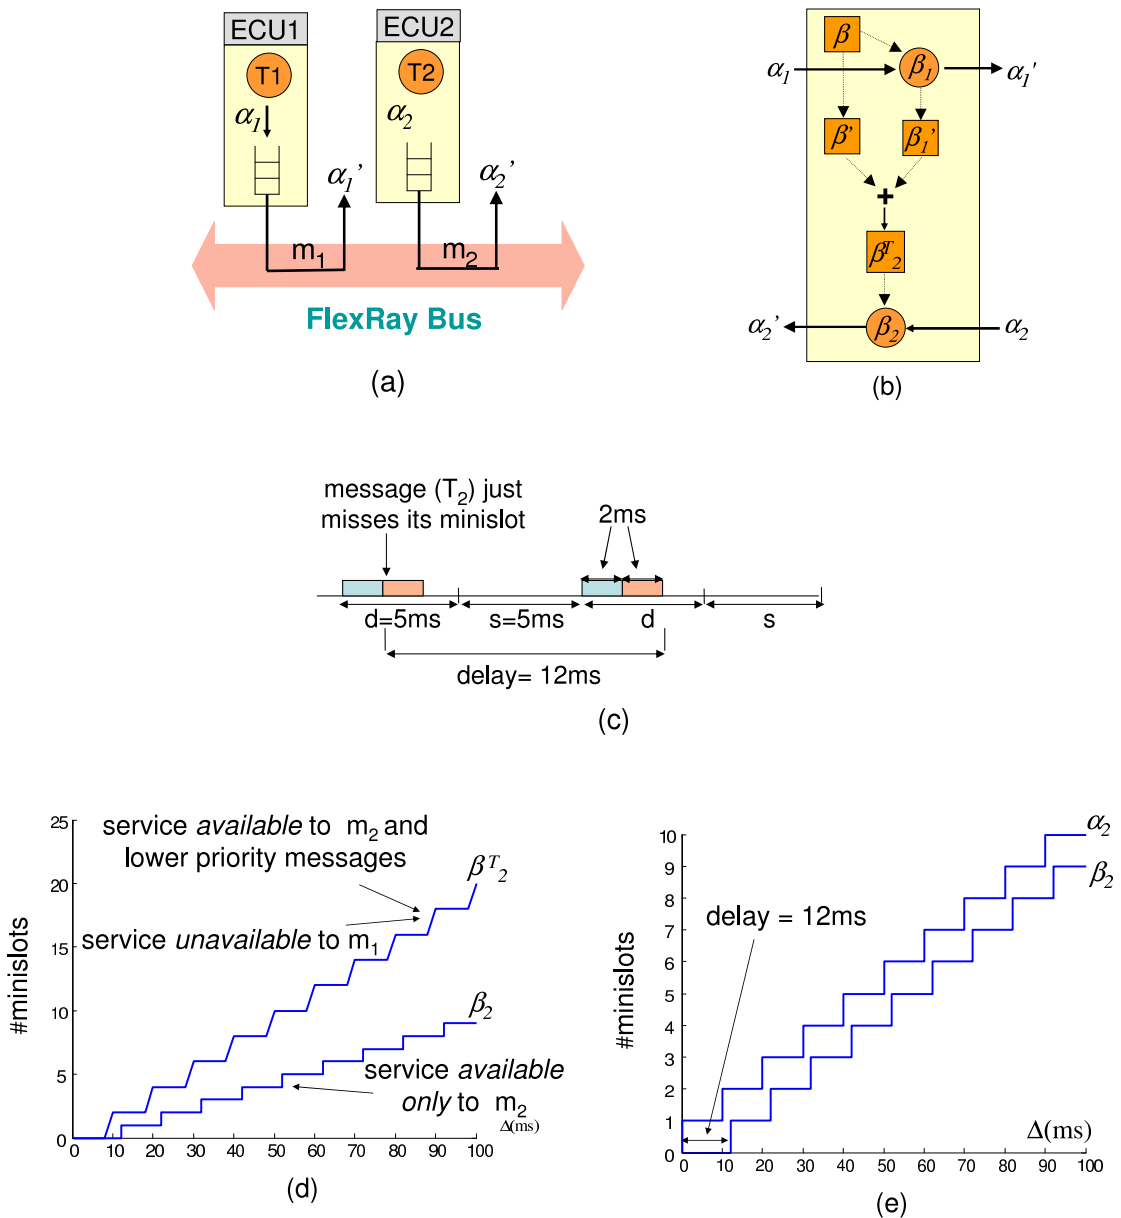 ECU1
ECU2
T1
T2
α1
α2
α1’
α2’
m1
m2
FlexRay Bus
(a)
β
α1
β1
α1’
β’
β1’
+
βT2
α2’
β2
α2
(b)
message (T2) just
misses its minislot
2ms
d=5ms
s=5ms
d
s
delay= 12ms
(c)
25
20
15
10
5
0
#minislots
service available to m2 and
lower priority messages
βT2
service unavailable to m1
β2
service available
only to m2
Δ(ms)
0 10 20 30 40 50 60 70 80 90 100
(d)
10
9
8
7
6
5
4
3
2
1
0
#minislots
α2
β2
delay = 12ms
Δ(ms)
0 10 20 30 40 50 60 70 80 90 100
(e)